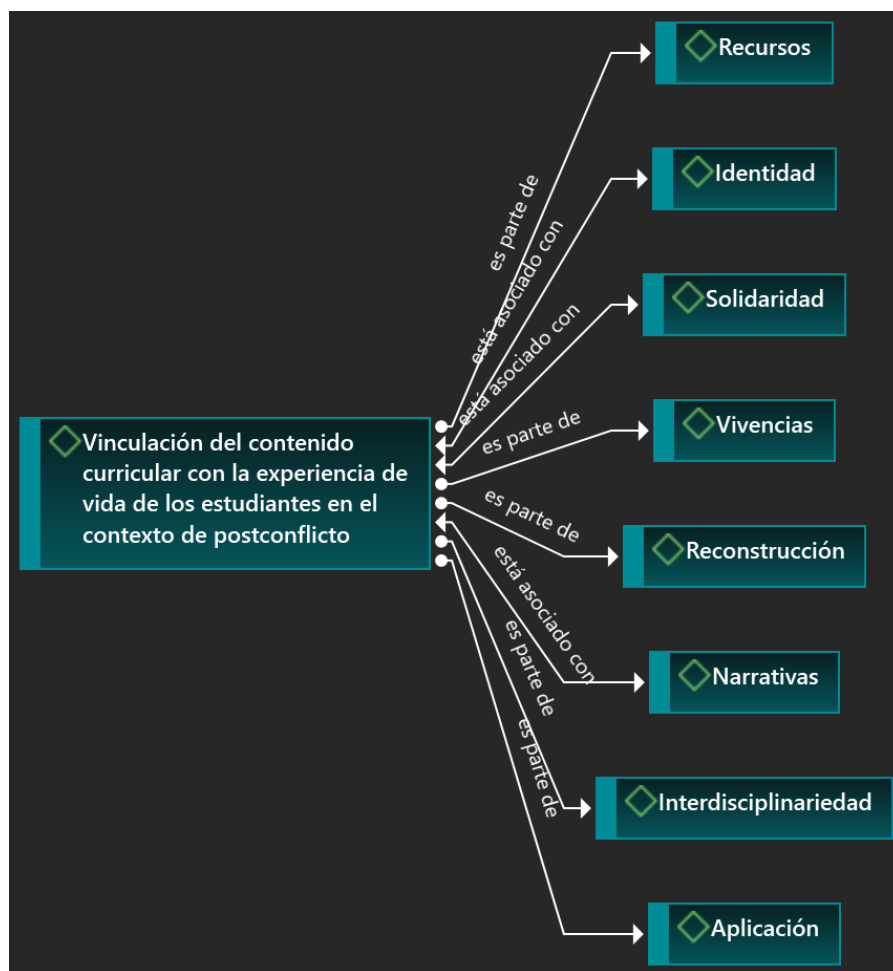 Recursos
es parte de
Identidad
está asociado con
Solidaridad
está asociado con
Vinculación del contenido
curricular con la experiencia de
vida de los estudiantes en el
contexto de postconflicto
Vivencias
es parte de
Reconstrucción
es parte de
Narrativas
está asociado con
Interdisciplinariedad
es parte de
Aplicación
es parte de